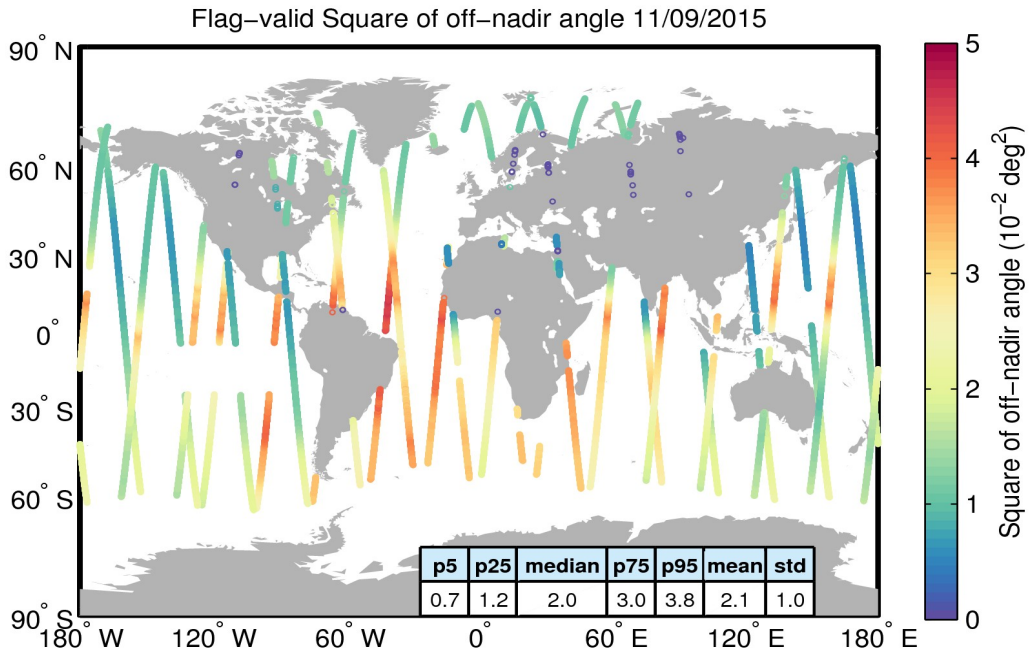 Flag−valid Square of off−nadir angle 11/09/2015
90° N
60° N
30° N
0°
30° S
60° S
90° S
180° W
120° W
60° W
0°
60° E
120° E
180° E
p5 p25 median p75 p95 mean std
0.7 1.2 2.0 3.0 3.8 2.1 1.0
5
4
3
2
1
0
Square of off−nadir angle (10⁻² deg²)